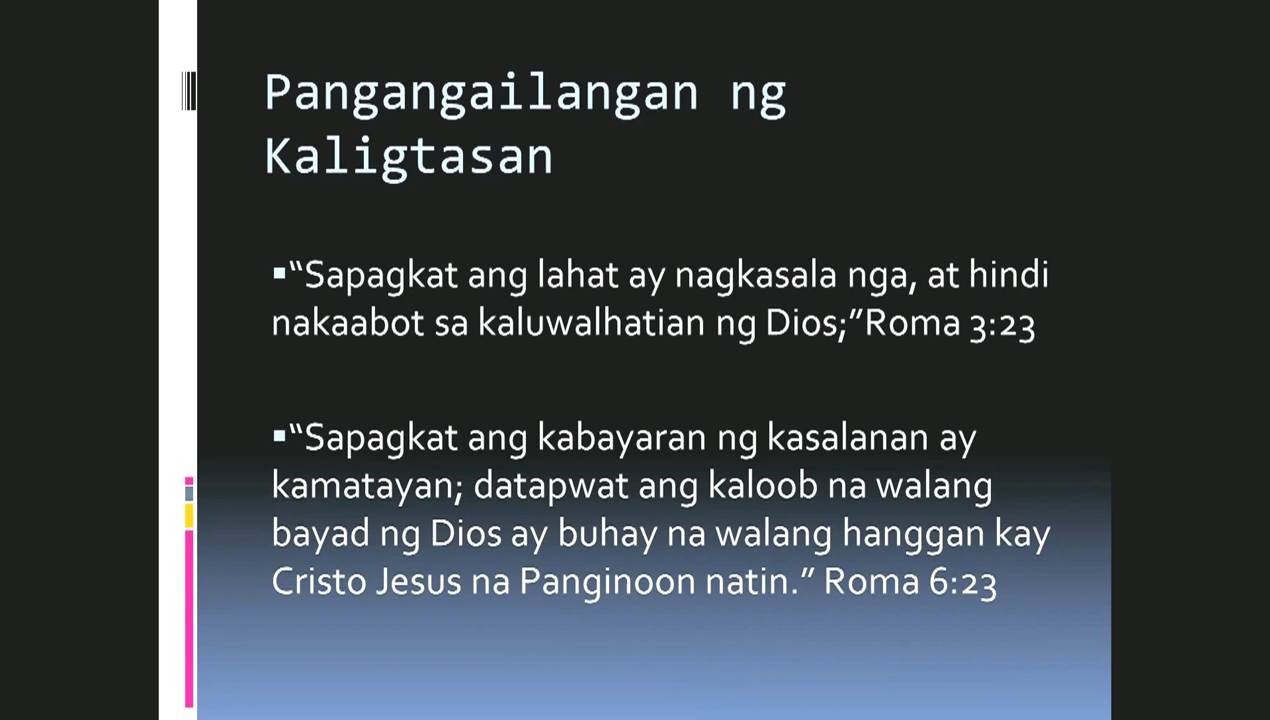 Pangangailangan ng
Kaligtasan
▪“Sapagkat ang lahat ay nagkasala nga, at hindi
nakaabot sa kaluwalhatian ng Dios;”Roma 3:23
▪“Sapagkat ang kabayaran ng kasalanan ay
kamatayan; datapwat ang kaloob na walang
bayad ng Dios ay buhay na walang hanggan kay
Cristo Jesus na Panginoon natin.” Roma 6:23